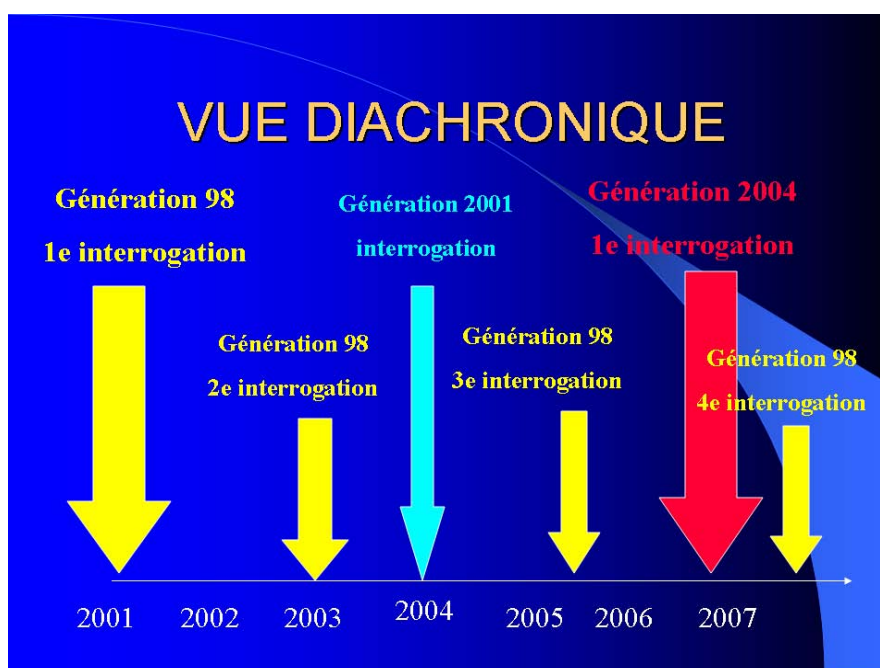 VUE DIACHRONIQUE
Génération 98
1e interrogation
Génération 2001
interrogation
Génération 2004
1e interrogation
Génération 98
2e interrogation
Génération 98
3e interrogation
Génération 98
4e interrogation
2001 2002 2003 2004 2005 2006 2007